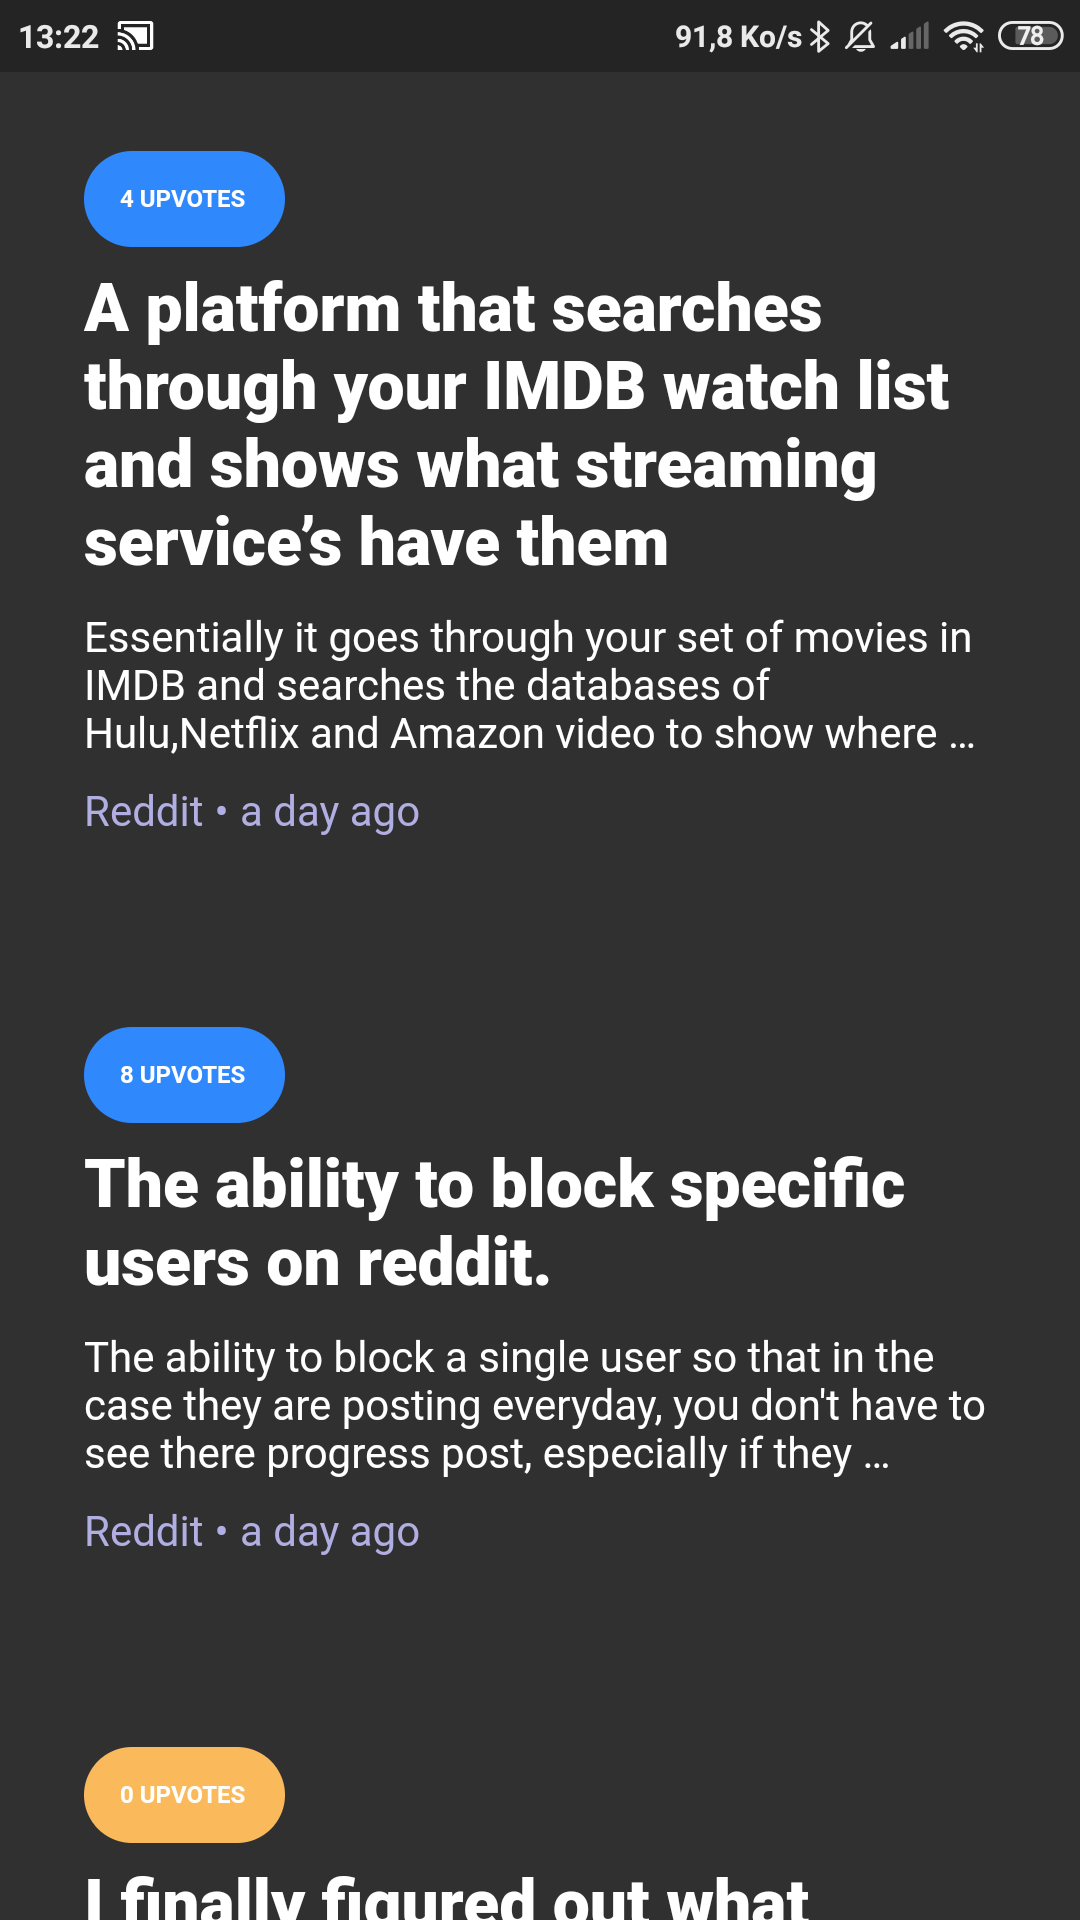 13:22 91,8 Ko/s 78
4 UPVOTES
A platform that searches
through your IMDB watch list
and shows what streaming
service’s have them
Essentially it goes through your set of movies in
IMDB and searches the databases of
Hulu,Netflix and Amazon video to show where ...
Reddit • a day ago
8 UPVOTES
The ability to block specific
users on reddit.
The ability to block a single user so that in the
case they are posting everyday, you don't have to
see there progress post, especially if they ...
Reddit • a day ago
0 UPVOTES
I finally figured out what